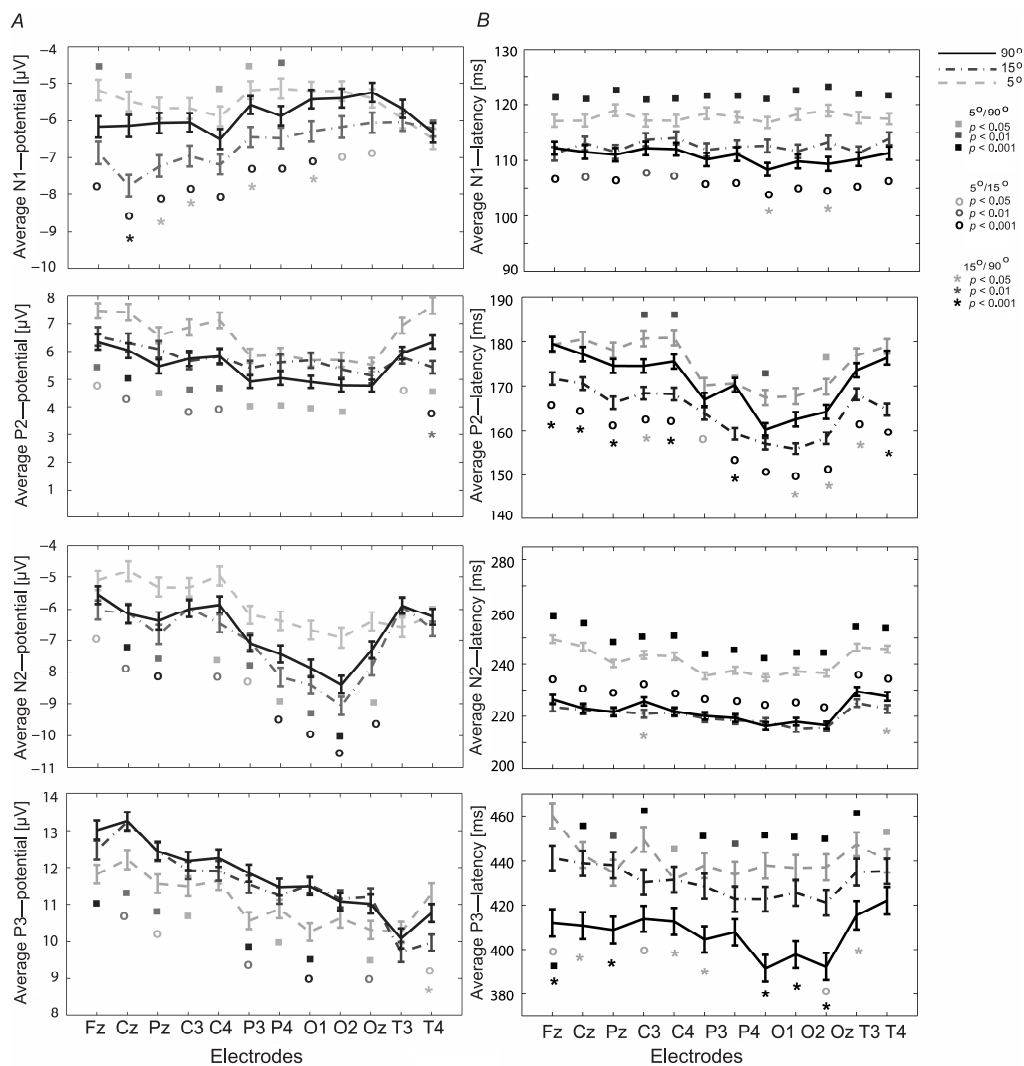 A
B
Average N1—potential [µV]
−4
−5
−6
−7
−8
−9
−10
Average N1—latency [ms]
130
120
110
100
90
90°
15°
5°
5°/90°
p < 0.05
p < 0.01
p < 0.001
5°/15°
p < 0.05
p < 0.01
p < 0.001
15°/90°
p < 0.05
p < 0.01
p < 0.001
Average P2—potential [µV]
8
7
6
5
4
3
2
1
Average P2—latency [ms]
190
180
170
160
150
140
Average N2—potential [µV]
−4
−5
−6
−7
−8
−9
−10
−11
Average N2—latency [ms]
280
260
240
220
200
Average P3—potential [µV]
14
13
12
11
10
9
8
Average P3—latency [ms]
460
440
420
400
380
Fz Cz Pz C3 C4 P3 P4 O1 O2 Oz T3 T4
Electrodes
Fz Cz Pz C3 C4 P3 P4 O1 O2 Oz T3 T4
Electrodes